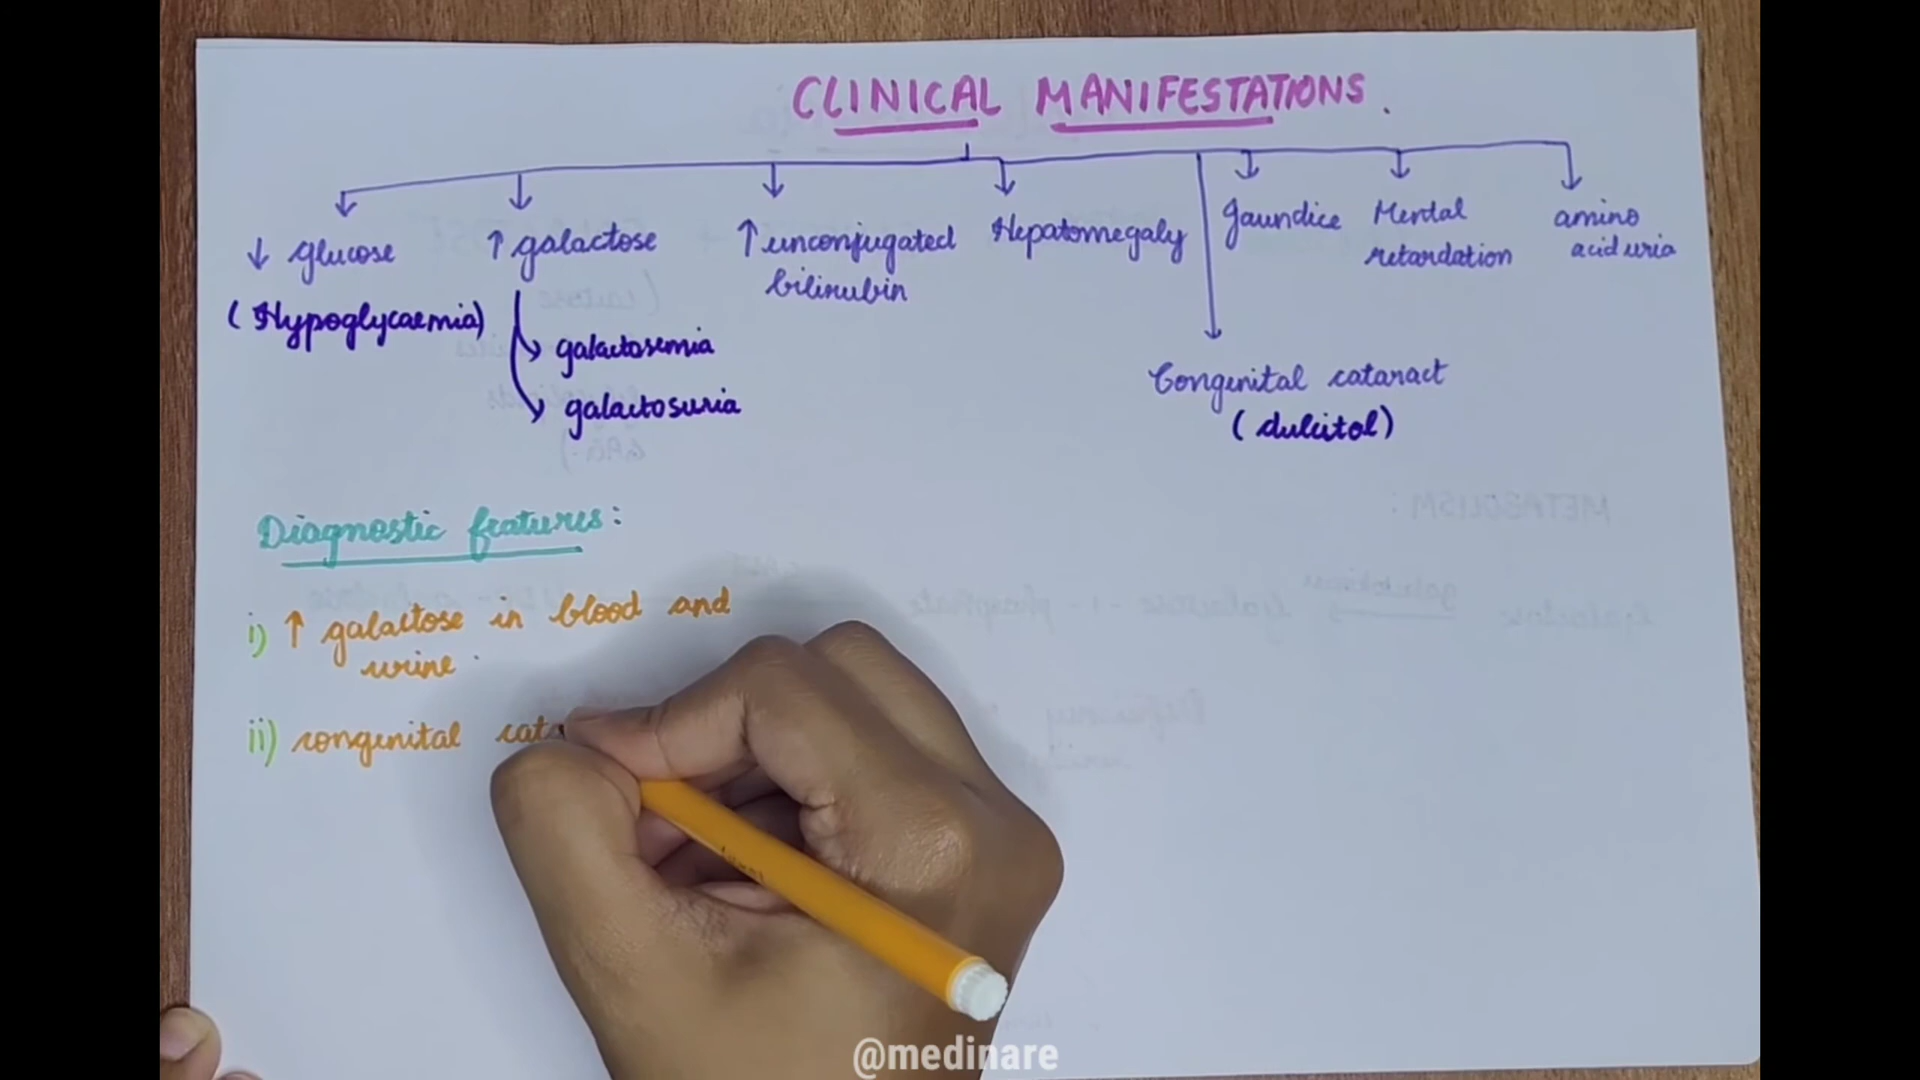 CLINICAL MANIFESTATIONS.
↓ glucose
(Hypoglycaemia)
↑ galactose
galactosemia
galactosuria
↑ unconjugated
bilirubin
Hepatomegaly
Congenital cataract
(dulcitol)
Jaundice
Mental
retardation
amino
aciduria
Diagnostic features:
i) ↑ galactose in blood and
urine
ii) congenital
@medinare